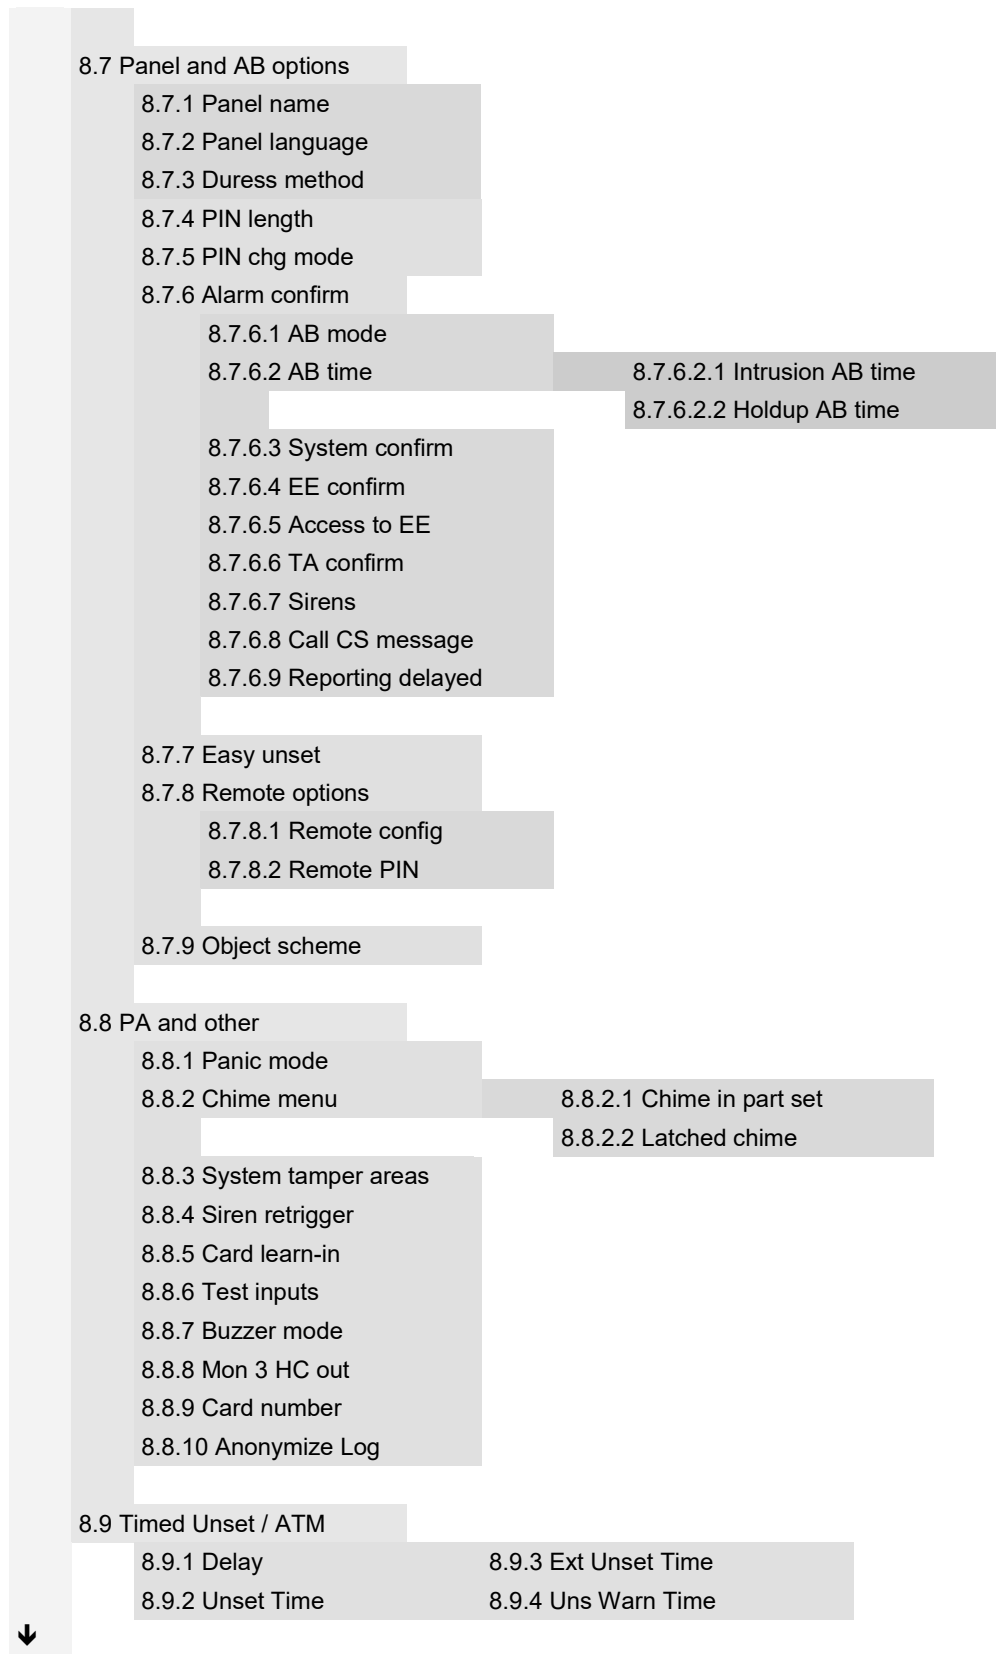 8.7 Panel and AB options
8.7.1 Panel name
8.7.2 Panel language
8.7.3 Duress method
8.7.4 PIN length
8.7.5 PIN chg mode
8.7.6 Alarm confirm
8.7.6.1 AB mode
8.7.6.2 AB time
8.7.6.2.1 Intrusion AB time
8.7.6.2.2 Holdup AB time
8.7.6.3 System confirm
8.7.6.4 EE confirm
8.7.6.5 Access to EE
8.7.6.6 TA confirm
8.7.6.7 Sirens
8.7.6.8 Call CS message
8.7.6.9 Reporting delayed
8.7.7 Easy unset
8.7.8 Remote options
8.7.8.1 Remote config
8.7.8.2 Remote PIN
8.7.9 Object scheme
8.8 PA and other
8.8.1 Panic mode
8.8.2 Chime menu
8.8.2.1 Chime in part set
8.8.2.2 Latched chime
8.8.3 System tamper areas
8.8.4 Siren retrigger
8.8.5 Card learn-in
8.8.6 Test inputs
8.8.7 Buzzer mode
8.8.8 Mon 3 HC out
8.8.9 Card number
8.8.10 Anonymize Log
8.9 Timed Unset / ATM
8.9.1 Delay
8.9.3 Ext Unset Time
8.9.2 Unset Time
8.9.4 Uns Warn Time